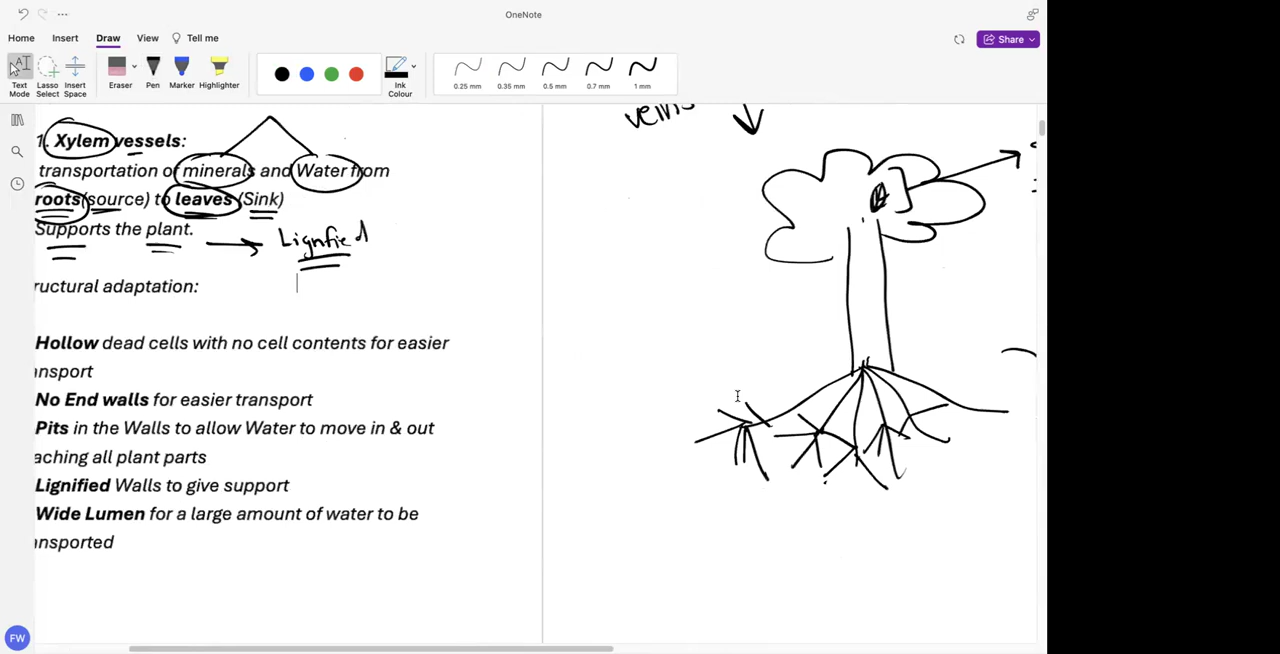 OneNote
Home Insert Draw View Tell me
Share
Text Mode
Lasso Select
Insert Space
Eraser
Pen
Marker
Highlighter
Ink Colour
0.25 mm
0.35 mm
0.5 mm
0.7 mm
1 mm
veins
1. Xylem vessels:
transportation of minerals and Water from
roots (source) to leaves (Sink)
Supports the plant.
Lignfied
ructural adaptation:
Hollow dead cells with no cell contents for easier
ansport
No End walls for easier transport
Pits in the Walls to allow Water to move in & out
aching all plant parts
Lignified Walls to give support
Wide Lumen for a large amount of water to be
ansported
FW